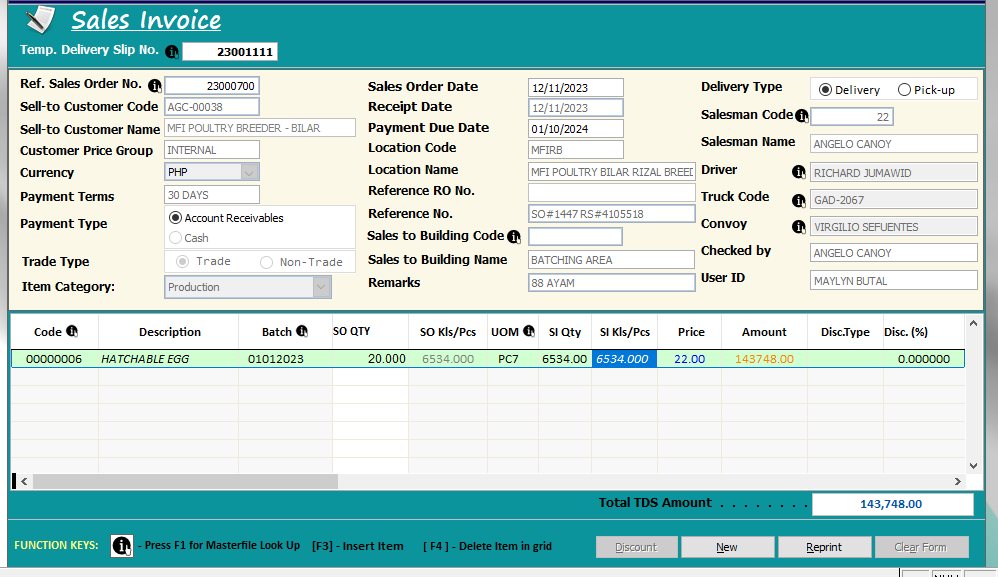 Sales Invoice
Temp. Delivery Slip No. 23001111
Ref. Sales Order No. 23000700
Sell-to Customer Code AGC-00038
Sell-to Customer Name MFI POULTRY BREEDER - BILAR
Customer Price Group INTERNAL
Currency PHP
Payment Terms 30 DAYS
Payment Type Account Receivables
Cash
Trade Type Trade Non-Trade
Item Category: Production
Sales Order Date 12/11/2023
Receipt Date 12/11/2023
Payment Due Date 01/10/2024
Location Code MFIRB
Location Name MFI POULTRY BILAR RIZAL BREED
Reference RO No.
Reference No. SO#1447 RS#4105518
Sales to Building Code
Sales to Building Name BATCHING AREA
Remarks 88 AYAM
Delivery Type Delivery Pick-up
Salesman Code 22
Salesman Name ANGELO CANOY
Driver RICHARD JUMAWID
Truck Code GAD-2067
Convoy VIRGILIO SEFUENTES
Checked by ANGELO CANOY
User ID MAYLYN BUTAL
Code Description Batch SO QTY SO Kls/Pcs UOM SI Qty SI Kls/Pcs Price Amount Disc.Type Disc. (%)
00000006 HATCHABLE EGG 01012023 20.000 6534.000 PC7 6534.00 6534.000 22.00 143748.00 0.000000
Total TDS Amount . . . . . . . . 143,748.00
FUNCTION KEYS: - Press F1 for Masterfile Look Up [F3] - Insert Item [ F4 ] - Delete Item in grid
Discount New Reprint Clear Form